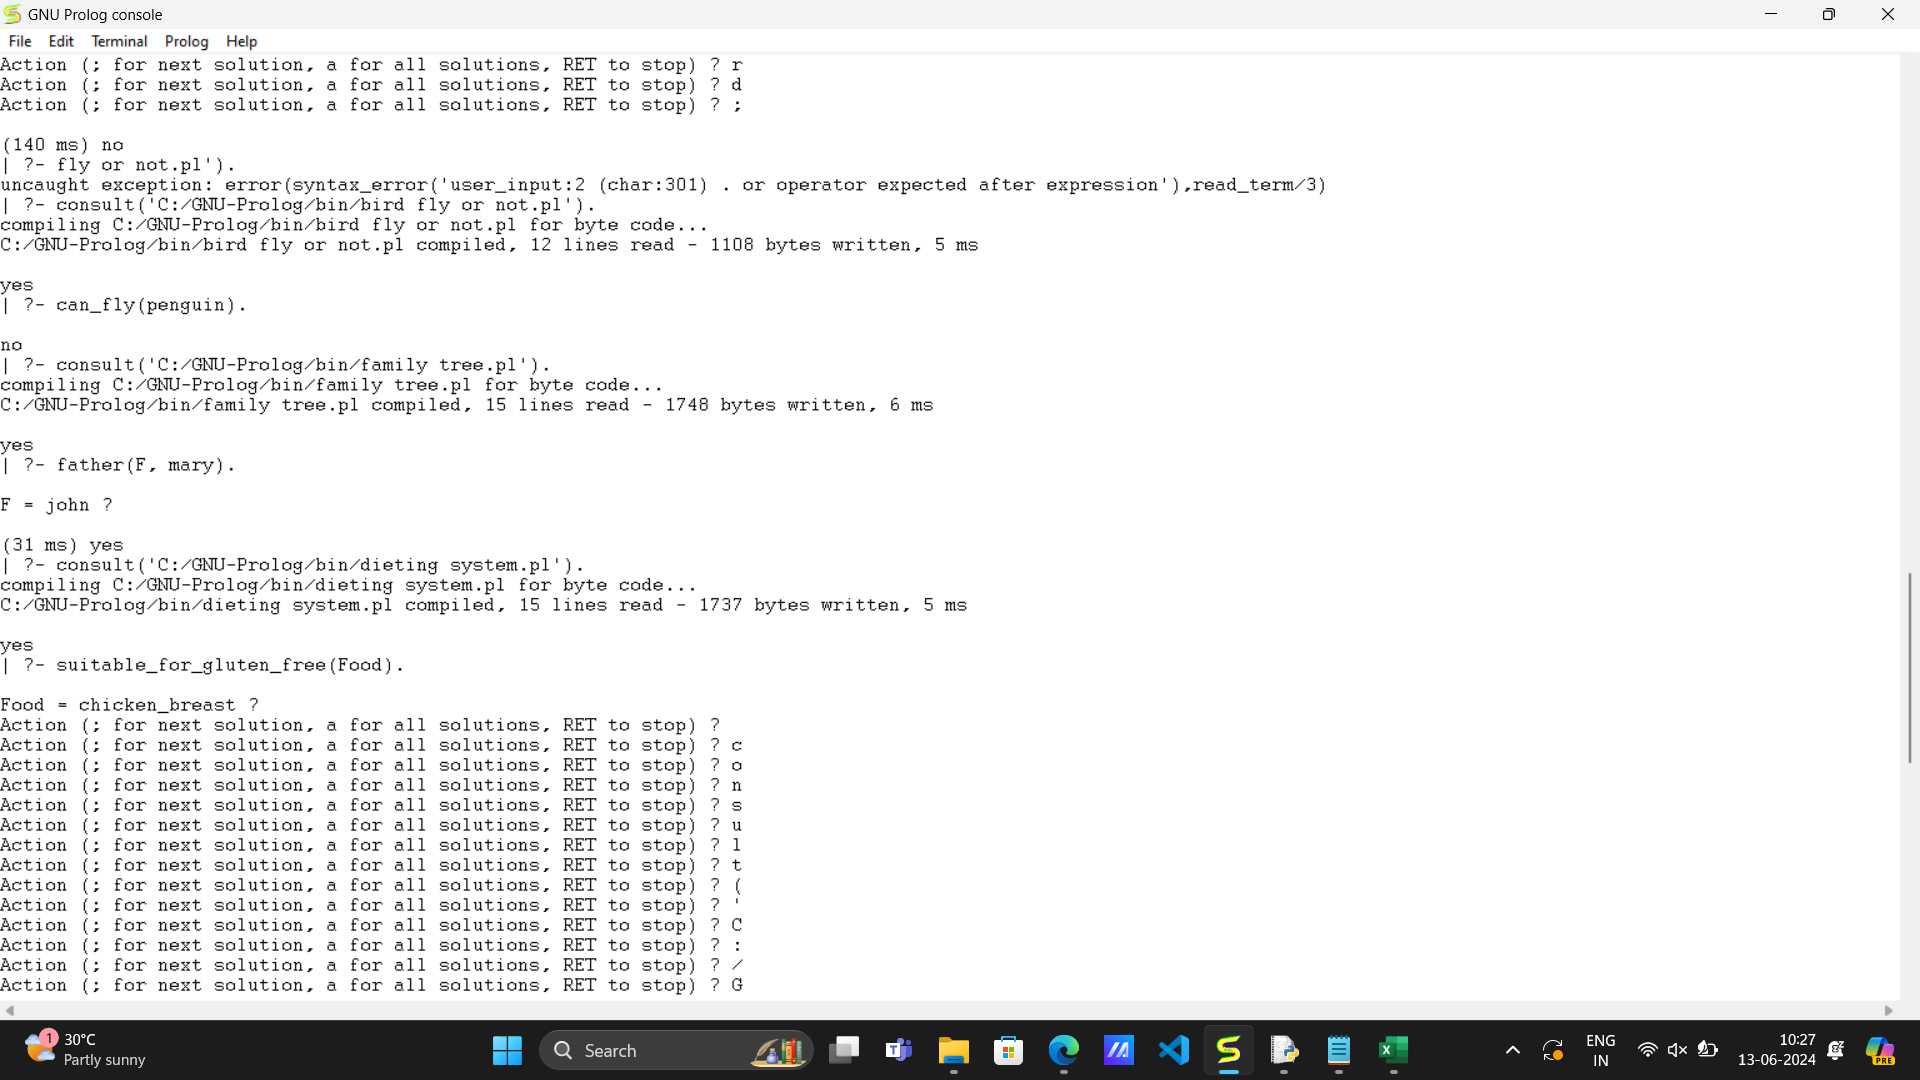 GNU Prolog console
File Edit Terminal Prolog Help
Action (; for next solution, a for all solutions, RET to stop) ? r
Action (; for next solution, a for all solutions, RET to stop) ? d
Action (; for next solution, a for all solutions, RET to stop) ? ;
(140 ms) no
| ?- fly or not.pl').
uncaught exception: error(syntax_error('user_input:2 (char:301) . or operator expected after expression'),read_term/3)
| ?- consult('C:/GNU-Prolog/bin/bird fly or not.pl').
compiling C:/GNU-Prolog/bin/bird fly or not.pl for byte code...
C:/GNU-Prolog/bin/bird fly or not.pl compiled, 12 lines read - 1108 bytes written, 5 ms
yes
| ?- can_fly(penguin).
no
| ?- consult('C:/GNU-Prolog/bin/family tree.pl').
compiling C:/GNU-Prolog/bin/family tree.pl for byte code...
C:/GNU-Prolog/bin/family tree.pl compiled, 15 lines read - 1748 bytes written, 6 ms
yes
| ?- father(F, mary).
F = john ?
(31 ms) yes
| ?- consult('C:/GNU-Prolog/bin/dieting system.pl').
compiling C:/GNU-Prolog/bin/dieting system.pl for byte code...
C:/GNU-Prolog/bin/dieting system.pl compiled, 15 lines read - 1737 bytes written, 5 ms
yes
| ?- suitable_for_gluten_free(Food).
Food = chicken_breast ?
Action (; for next solution, a for all solutions, RET to stop) ?
Action (; for next solution, a for all solutions, RET to stop) ? c
Action (; for next solution, a for all solutions, RET to stop) ? o
Action (; for next solution, a for all solutions, RET to stop) ? n
Action (; for next solution, a for all solutions, RET to stop) ? s
Action (; for next solution, a for all solutions, RET to stop) ? u
Action (; for next solution, a for all solutions, RET to stop) ? l
Action (; for next solution, a for all solutions, RET to stop) ? t
Action (; for next solution, a for all solutions, RET to stop) ? (
Action (; for next solution, a for all solutions, RET to stop) ? '
Action (; for next solution, a for all solutions, RET to stop) ? C
Action (; for next solution, a for all solutions, RET to stop) ? :
Action (; for next solution, a for all solutions, RET to stop) ? /
Action (; for next solution, a for all solutions, RET to stop) ? G
1 30°C
Partly sunny
Search
ENG
IN
10:27
13-06-2024
PRE